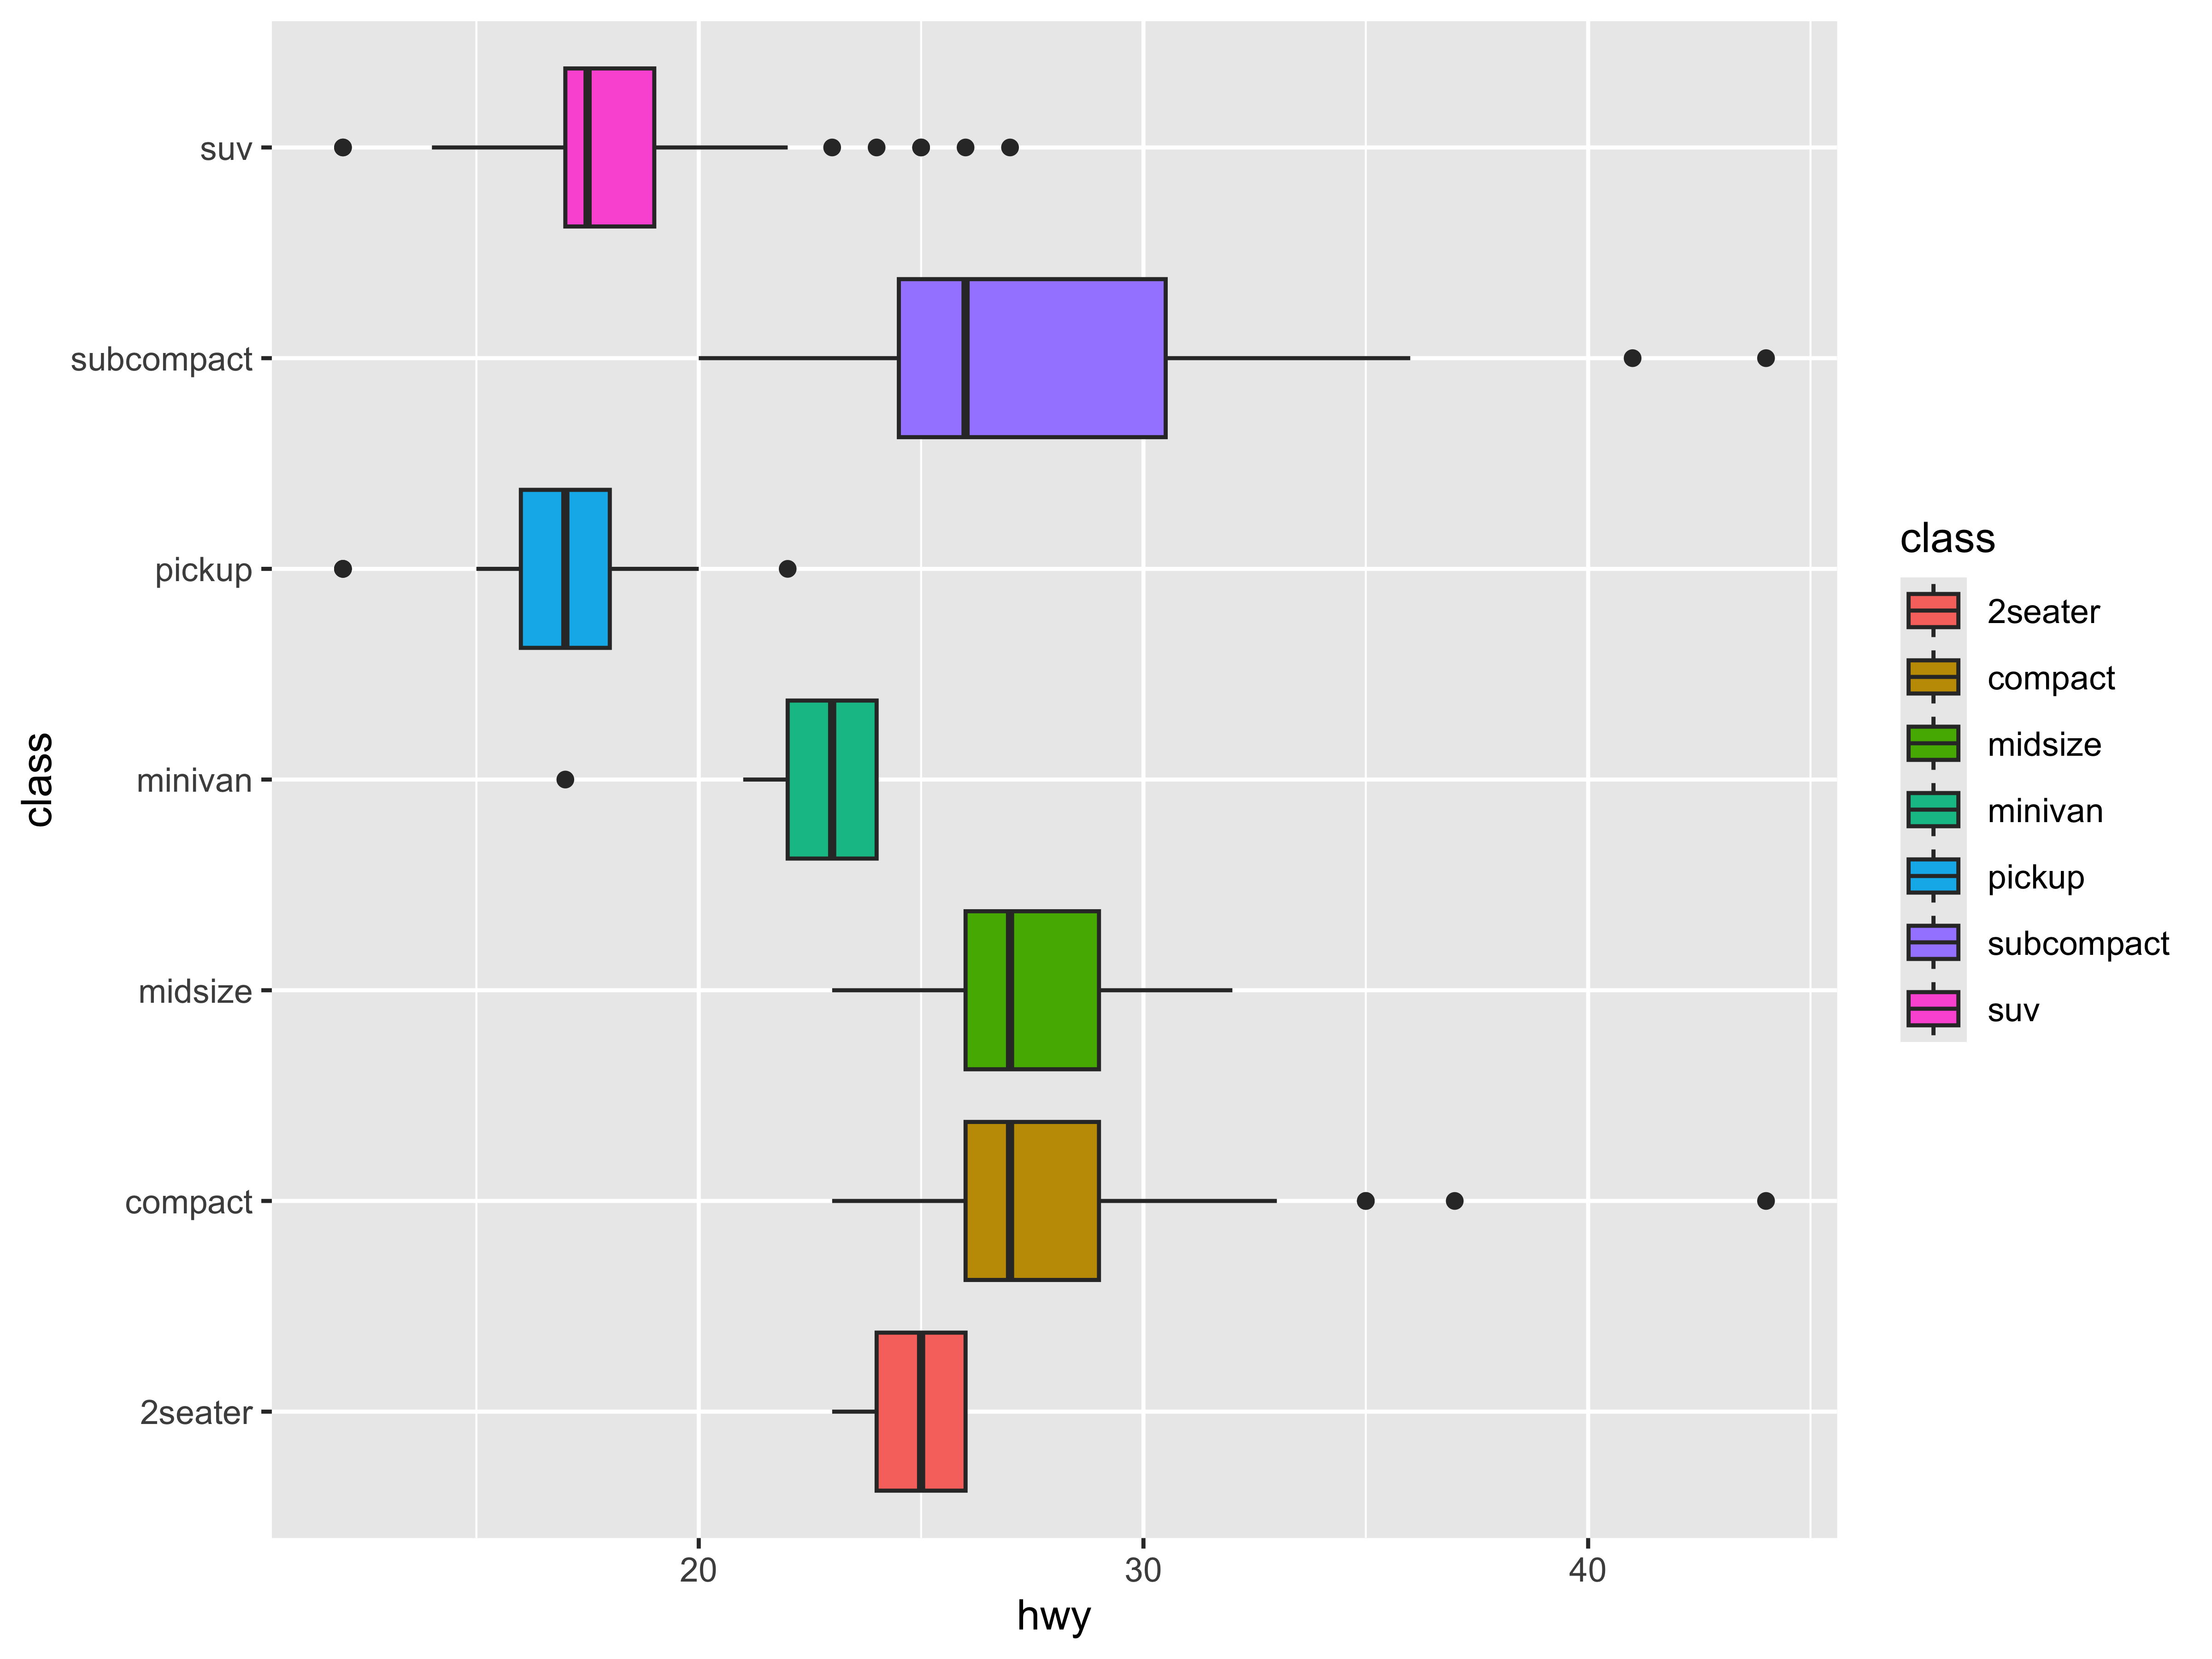 suv
subcompact
pickup
minivan
midsize
compact
2seater
class
20
30
40
hwy
class
2seater
compact
midsize
minivan
pickup
subcompact
suv